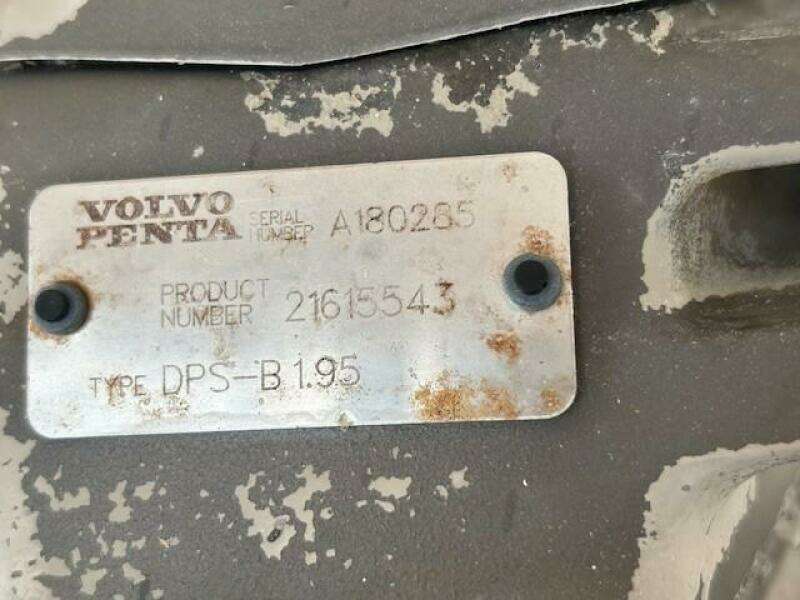 VOLVO PENTA SERIAL NUMBER A180285
PRODUCT NUMBER 21615543
TYPE DPS-B 1.95